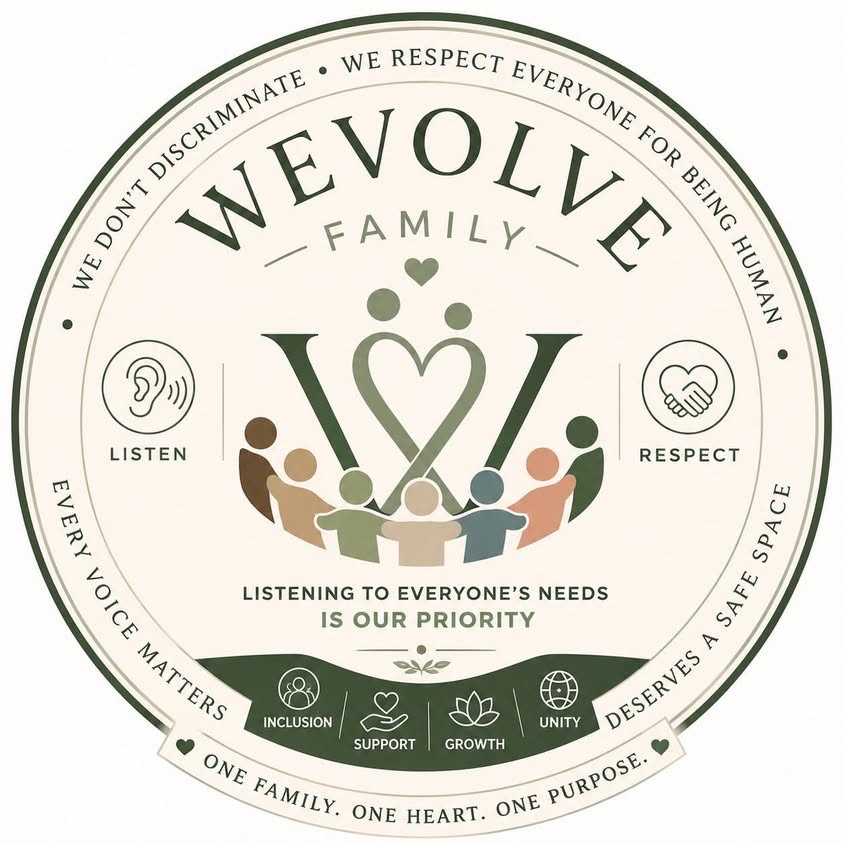 WE DON'T DISCRIMINATE • WE RESPECT EVERYONE FOR BEING HUMAN
WEVOLVE
FAMILY
LISTEN
RESPECT
EVERY VOICE MATTERS
DESERVES A SAFE SPACE
LISTENING TO EVERYONE'S NEEDS
IS OUR PRIORITY
INCLUSION
SUPPORT
GROWTH
UNITY
ONE FAMILY. ONE HEART. ONE PURPOSE.